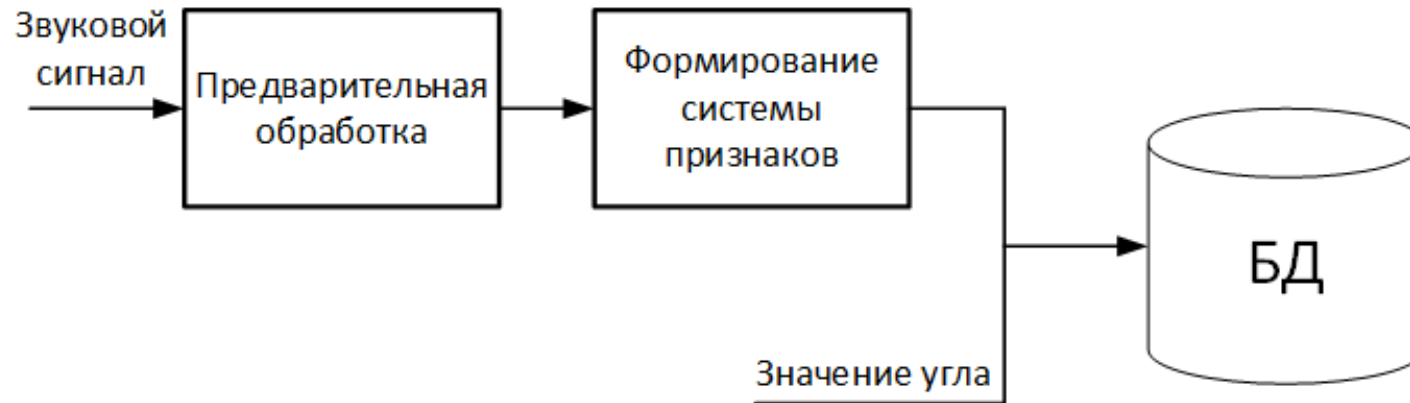 Звуковой
сигнал
Предварительная
обработка
Формирование
системы
признаков
БД
Значение угла